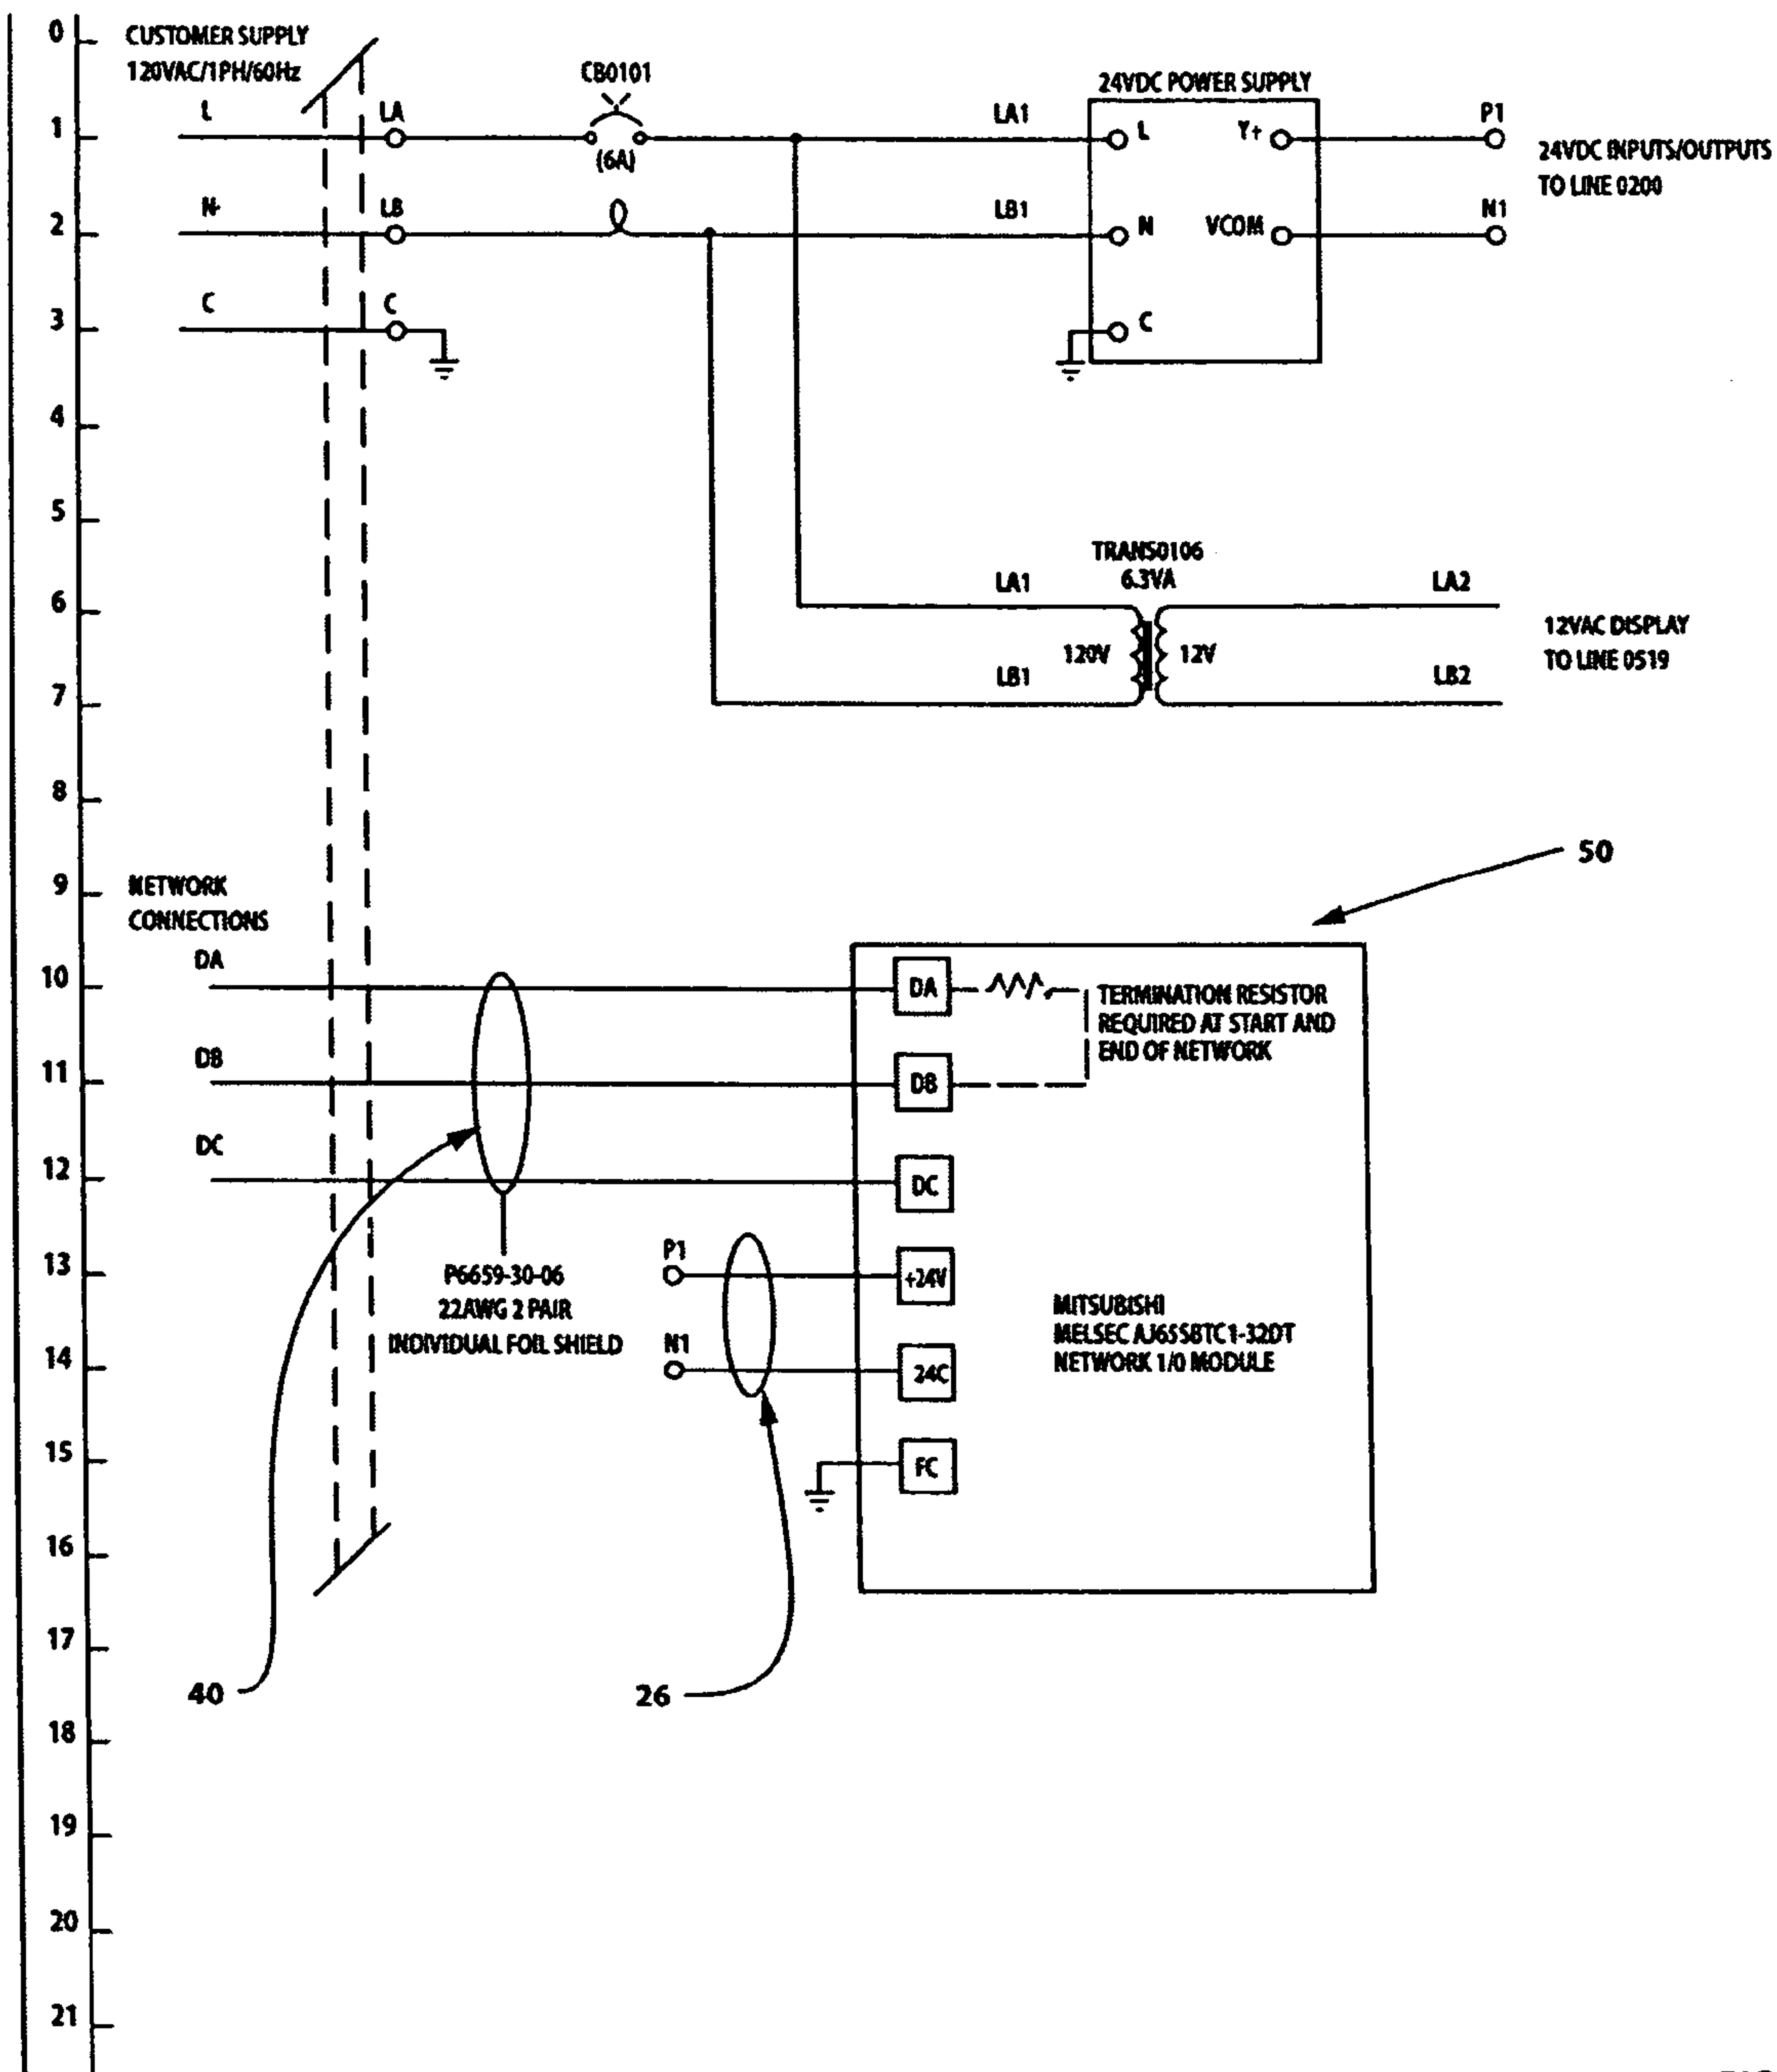 0
CUSTOMER SUPPLY
120VAC/1PH/60Hz
CB0101
(6A)
24VDC POWER SUPPLY
L
LA
LA1
L
Y+
P1
1
24VDC INPUTS/OUTPUTS
TO LINE 0200
N
LB
LB1
N
VCOM
N1
2
C
C
C
3
4
5
TRANS0106
6.3VA
LA1
LA2
6
120V
12V
12VAC DISPLAY
TO LINE 0519
LB1
LB2
7
8
50
9
NETWORK
CONNECTIONS
DA
10
DA
TERMINATION RESISTOR
REQUIRED AT START AND
END OF NETWORK
DB
11
DB
DC
12
DC
P6659-30-06
22AWG 2 PAIR
INDIVIDUAL FOIL SHIELD
P1
13
+24V
N1
14
24C
MITSUBISHI
MELSEC AJ65SBTC1-32DT
NETWORK 1/0 MODULE
15
FC
16
17
40
26
18
19
20
21